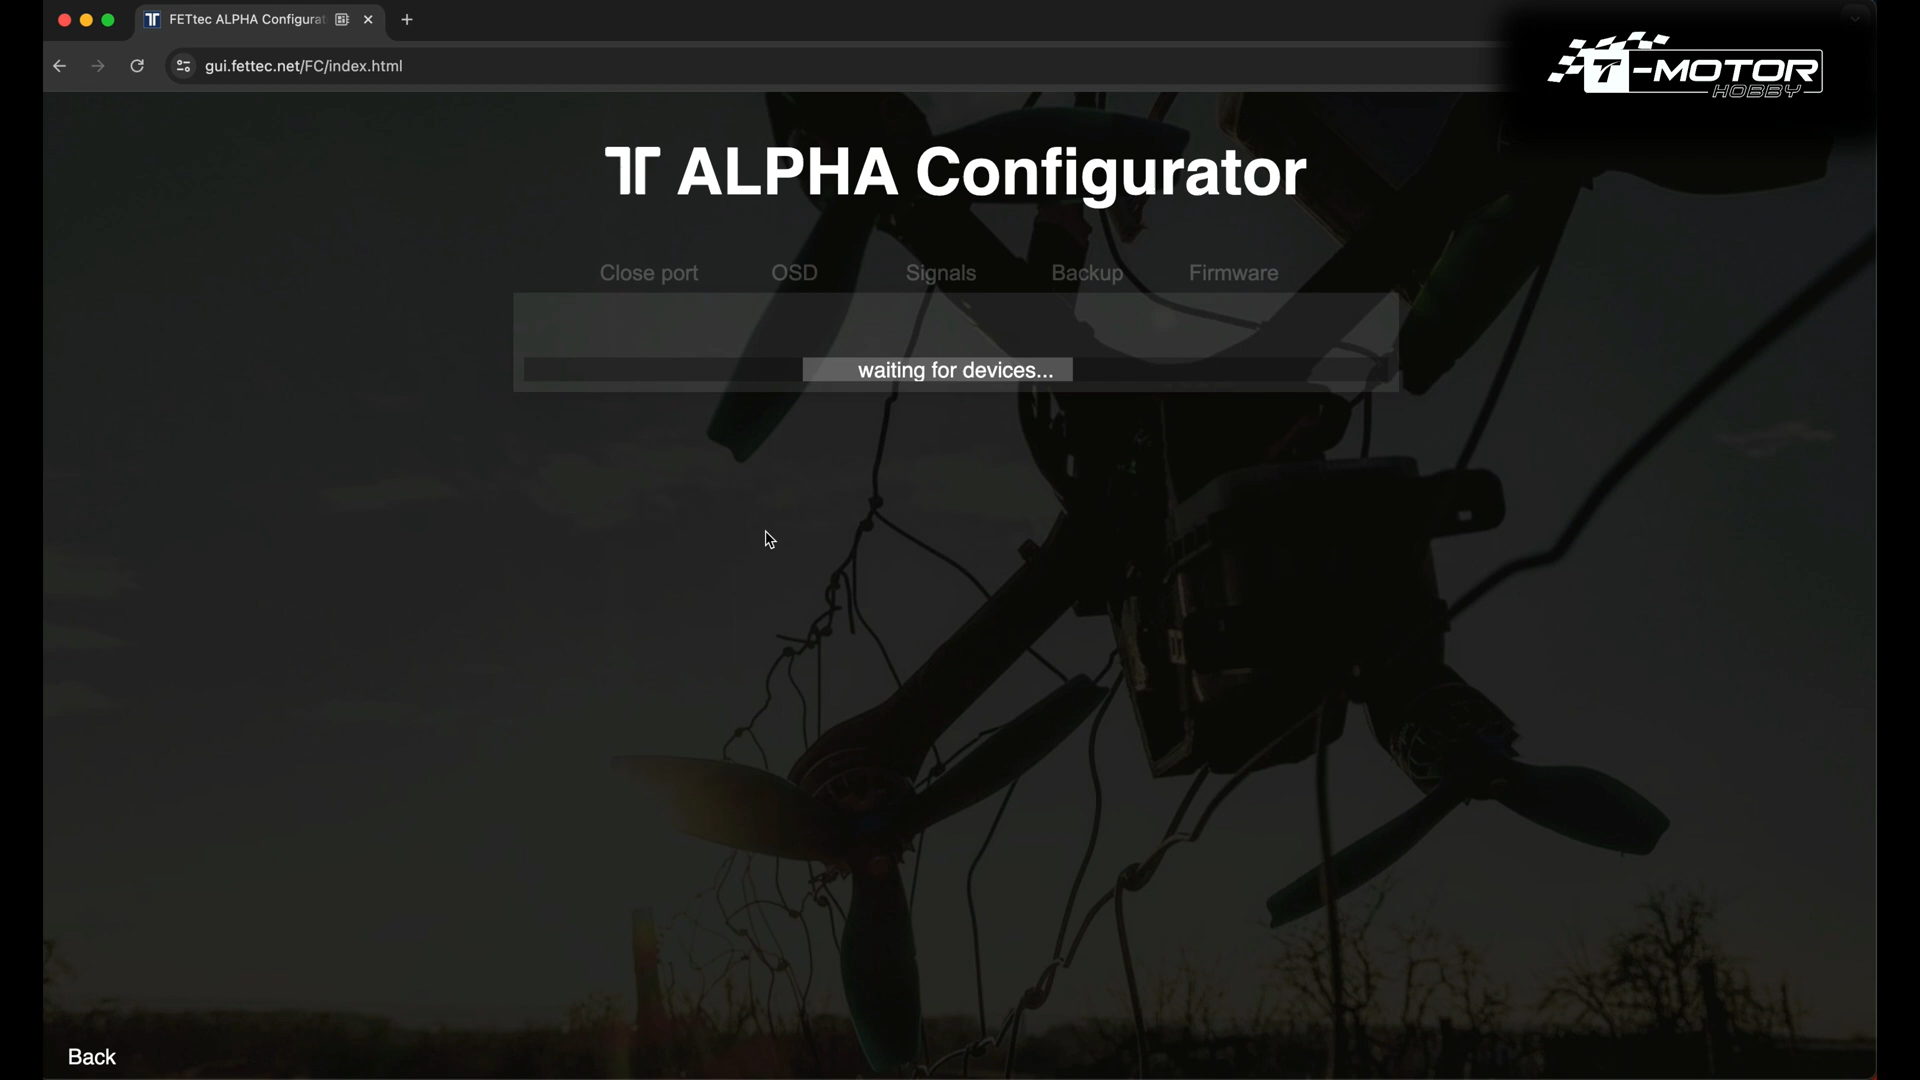 FETtec ALPHA Configurat
gui.fettec.net/FC/index.html
T-MOTOR
HOBBY
ALPHA Configurator
Close port
OSD
Signals
Backup
Firmware
waiting for devices...
Back